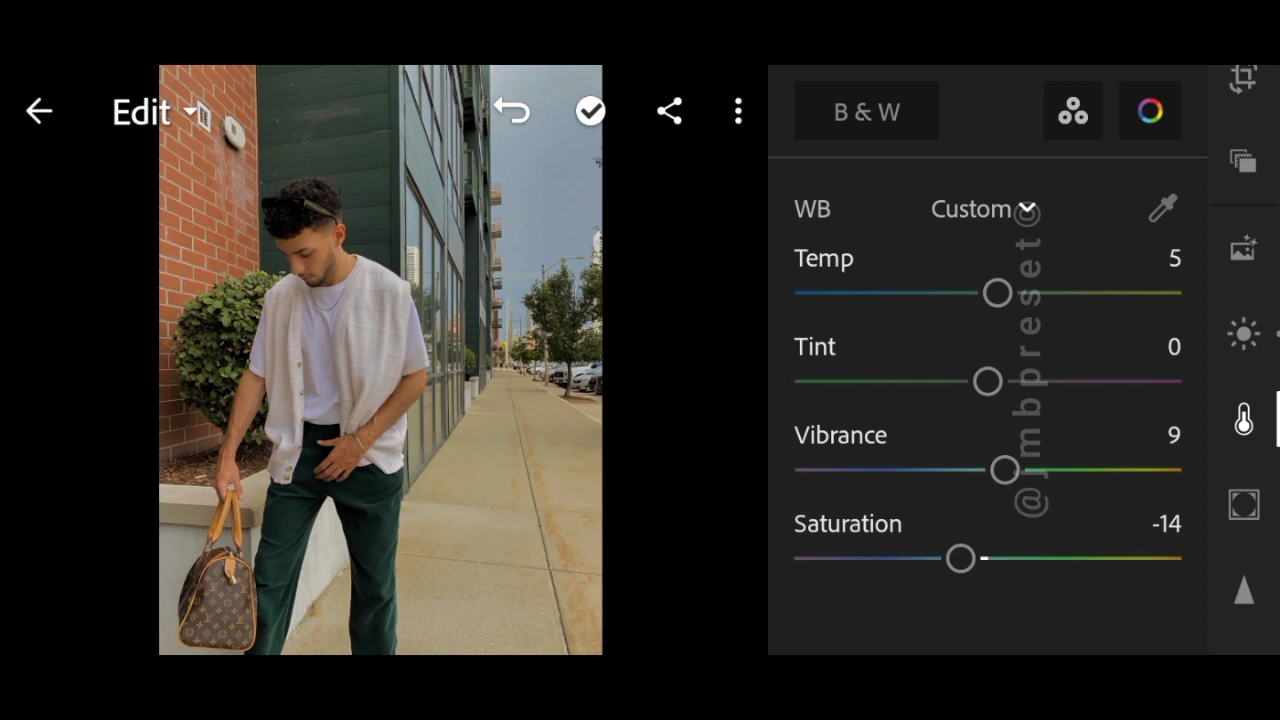 Edit
B & W
WB
Custom
Temp
5
Tint
0
Vibrance
9
Saturation
-14
@jmbpreset@